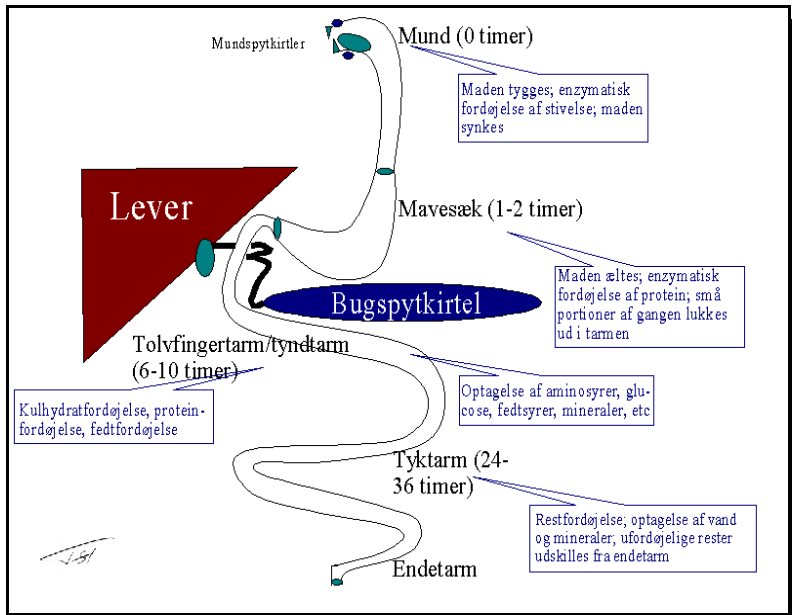 Mundspytkirtler
Mund (0 timer)
Maden tygges; enzymatisk
fordøjelse af stivelse; maden
synkes
Lever
Mavesæk (1-2 timer)
Maden æltes; enzymatisk
fordøjelse af protein; små
portioner af gangen lukkes
ud i tarmen
Bugspytkirtel
Tolvfingertarm/tyndtarm
(6-10 timer)
Kulhydratfordøjelse, protein-
fordøjelse, fedtfordøjelse
Optagelse af aminosyrer, glu-
cose, fedtsyrer, mineraler, etc
Tyktarm (24-
36 timer)
Restfordøjelse; optagelse af vand
og mineraler; ufordøjelige rester
udskilles fra endetarm
Endetarm